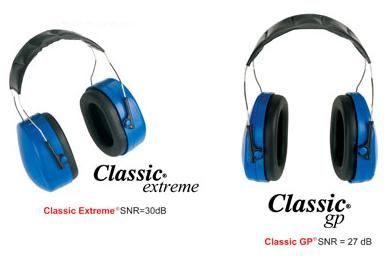 Classic®
extreme
Classic Extreme® SNR=30dB
Classic®
gp
Classic GP® SNR = 27 dB